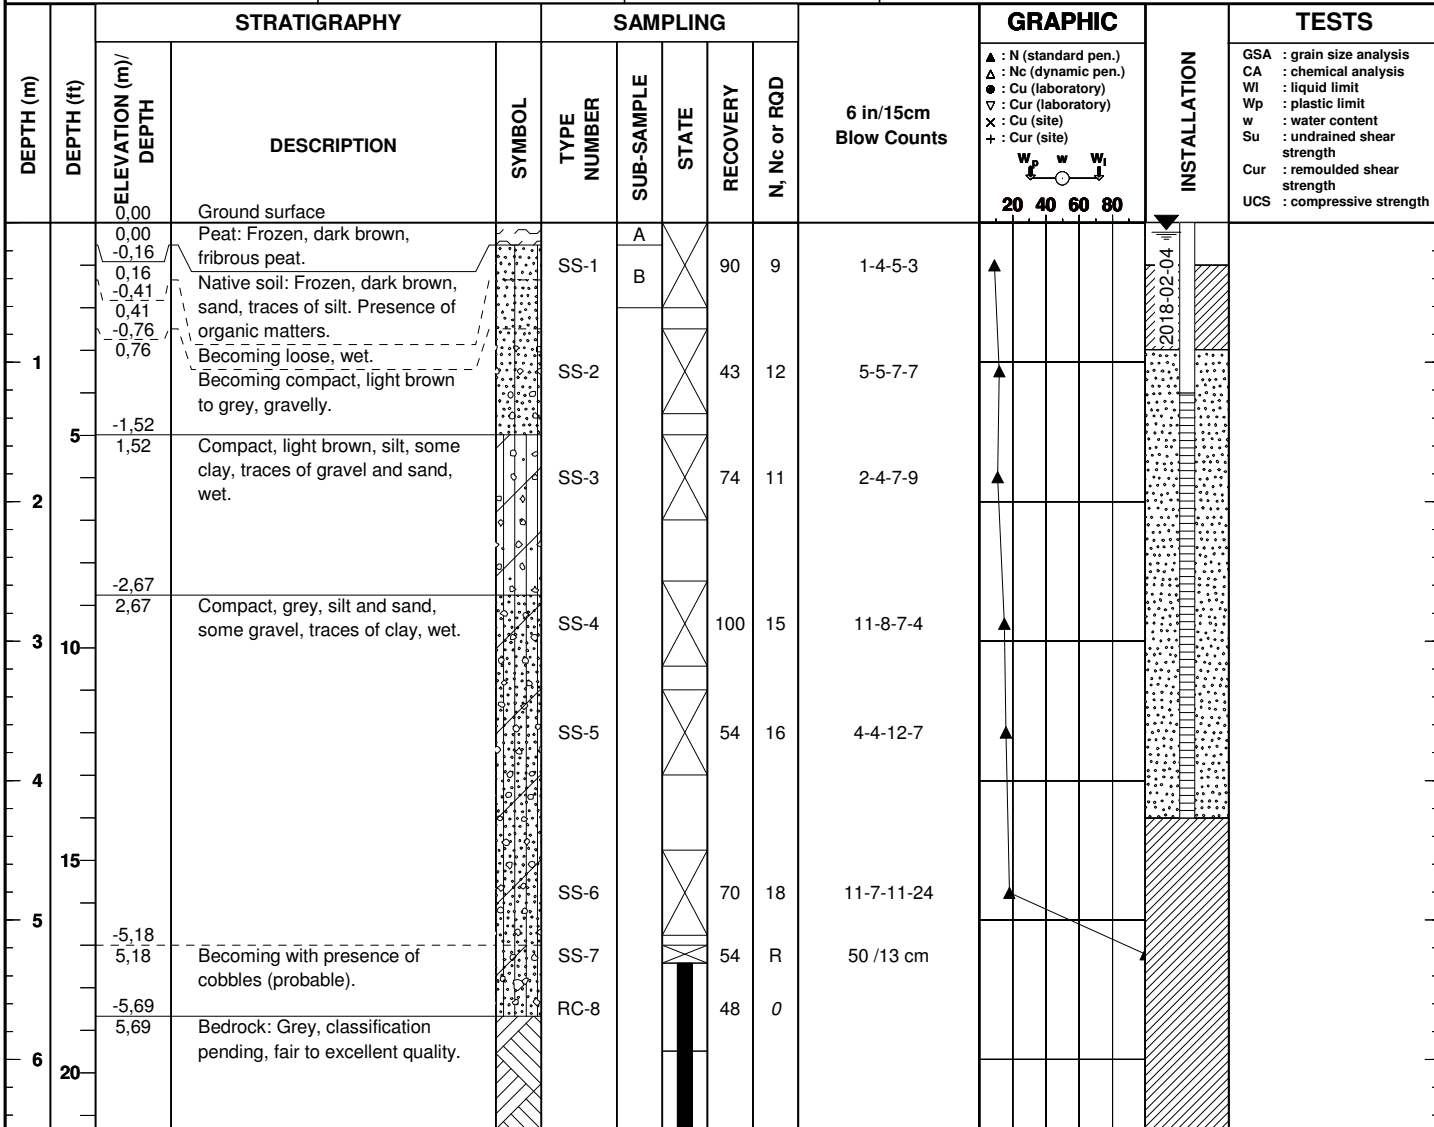 STRATIGRAPHY
SAMPLING
GRAPHIC
TESTS
DEPTH (m)
DEPTH (ft)
ELEVATION (m)/
DEPTH
DESCRIPTION
SYMBOL
TYPE
NUMBER
SUB-SAMPLE
STATE
RECOVERY
N, Nc or RQD
6 in/15cm
Blow Counts
▲ : N (standard pen.)
△ : Nc (dynamic pen.)
● : Cu (laboratory)
▽ : Cur (laboratory)
× : Cu (site)
+ : Cur (site)
Wp w Wl
20 40 60 80
INSTALLATION
GSA : grain size analysis
CA : chemical analysis
Wl : liquid limit
Wp : plastic limit
w : water content
Su : undrained shear
strength
Cur : remoulded shear
strength
UCS : compressive strength
0,00 Ground surface
0,00 Peat: Frozen, dark brown,
-0,16 fribrous peat.
0,16 Native soil: Frozen, dark brown,
-0,41 sand, traces of silt. Presence of
0,41 organic matters.
-0,76 Becoming loose, wet.
0,76 Becoming compact, light brown
to grey, gravelly.
A
B
SS-1 90 9 1-4-5-3
2018-02-04
1
SS-2 43 12 5-5-7-7
-1,52
5
1,52 Compact, light brown, silt, some
clay, traces of gravel and sand,
wet.
SS-3 74 11 2-4-7-9
2
-2,67
2,67 Compact, grey, silt and sand,
some gravel, traces of clay, wet.
SS-4 100 15 11-8-7-4
3
10
SS-5 54 16 4-4-12-7
4
15
SS-6 70 18 11-7-11-24
5
-5,18
5,18 Becoming with presence of
cobbles (probable).
SS-7 54 R 50 /13 cm
-5,69
RC-8 48 0
5,69 Bedrock: Grey, classification
pending, fair to excellent quality.
6
20